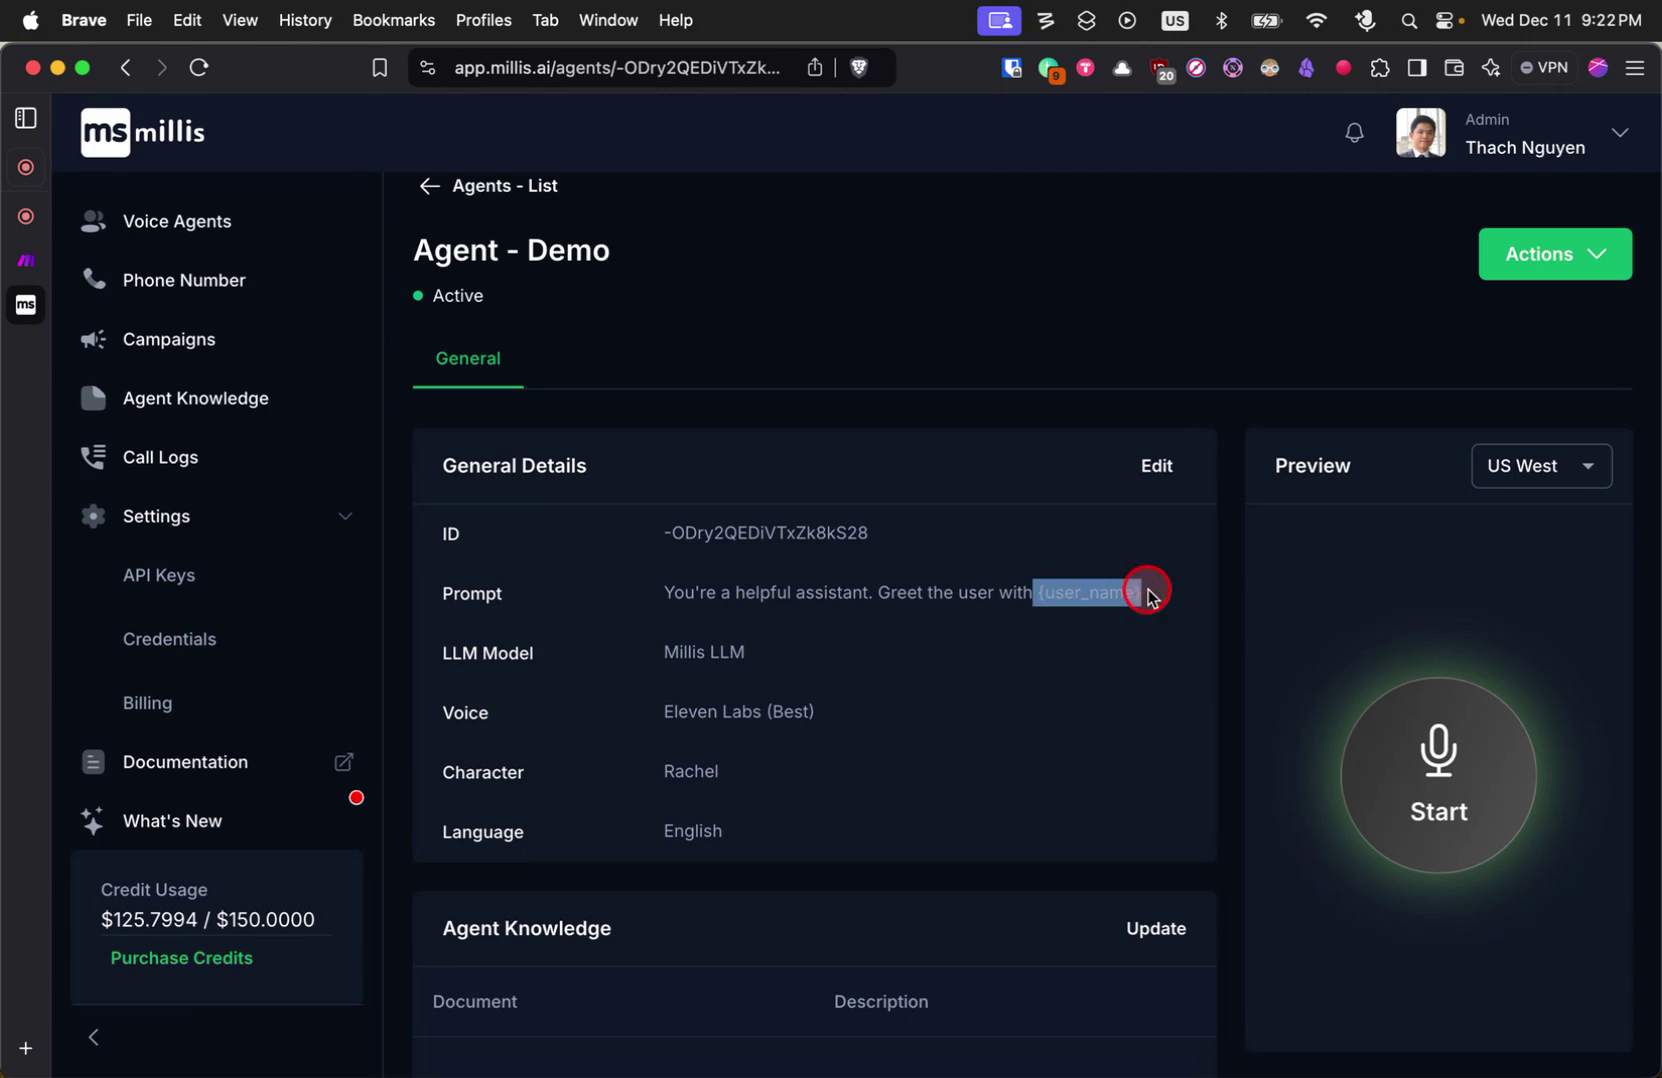 Brave File Edit View History Bookmarks Profiles Tab Window Help US Wed Dec 11 9:22 PM
app.millis.ai/agents/-ODry2QEDiVTxZk... 9 20 VPN
ms millis
Admin
Thach Nguyen
ms
Voice Agents
Phone Number
Campaigns
Agent Knowledge
Call Logs
Settings
API Keys
Credentials
Billing
Documentation
What's New
Credit Usage
$125.7994 / $150.0000
Purchase Credits
Agents - List
Agent - Demo
Active
Actions
General
General Details Edit
ID -ODry2QEDiVTxZk8kS28
Prompt You're a helpful assistant. Greet the user with {user_name}
LLM Model Millis LLM
Voice Eleven Labs (Best)
Character Rachel
Language English
Agent Knowledge Update
Document Description
Preview US West
Start